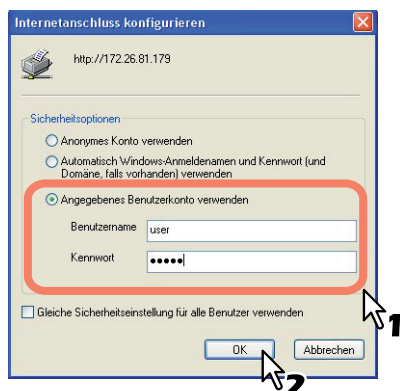 Internetanschluss konfigurieren
http://172.26.81.179
Sicherheitsoptionen
Anonymes Konto verwenden
Automatisch Windows-Anmeldenamen und Kennwort (und
Domäne, falls vorhanden) verwenden
Angegebenes Benutzerkonto verwenden
Benutzername user
Kennwort •••••
Gleiche Sicherheitseinstellung für alle Benutzer verwenden
1
OK Abbrechen
2